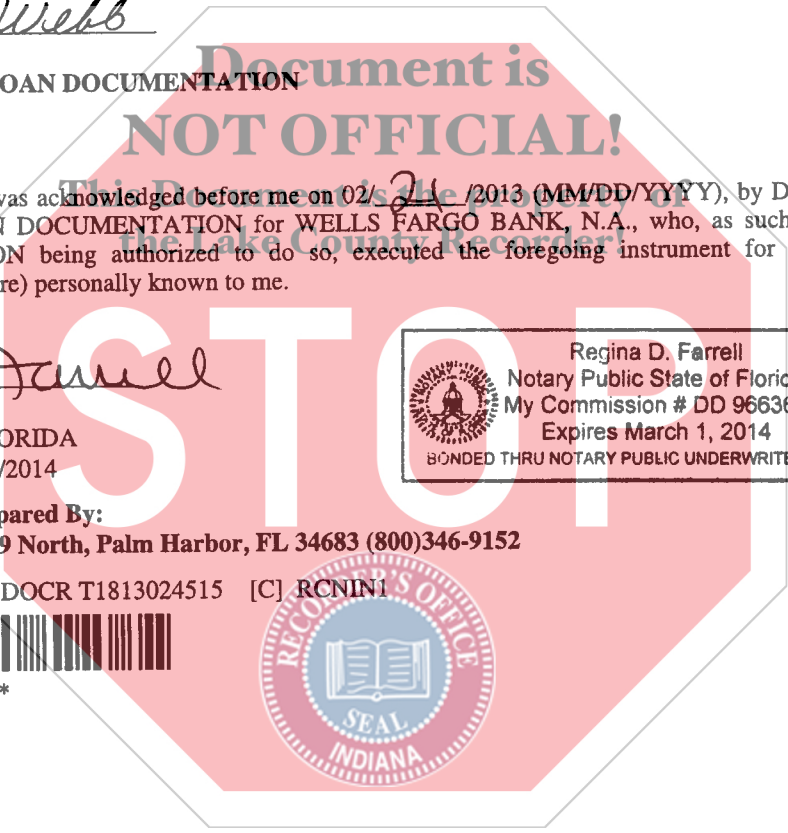 Webb
OAN DOCUMENTATION
Document is
NOT OFFICIAL!
This Document is the property of
the Lake County Recorder!
was acknowledged before me on 02/ 21 /2013 (MM/DD/YYYY), by D
N DOCUMENTATION for WELLS FARGO BANK, N.A., who, as such
ON being authorized to do so, executed the foregoing instrument for
re) personally known to me.
STOP
Farrell
Regina D. Farrell
Notary Public State of Floric
My Commission # DD 96636
Expires March 1, 2014
BONDED THRU NOTARY PUBLIC UNDERWRITE
ORIDA
/2014
pared By:
9 North, Palm Harbor, FL 34683 (800)346-9152
DOCR T1813024515 [C] RCNIN1
*
RECORDER'S OFFICE
SEAL
INDIANA